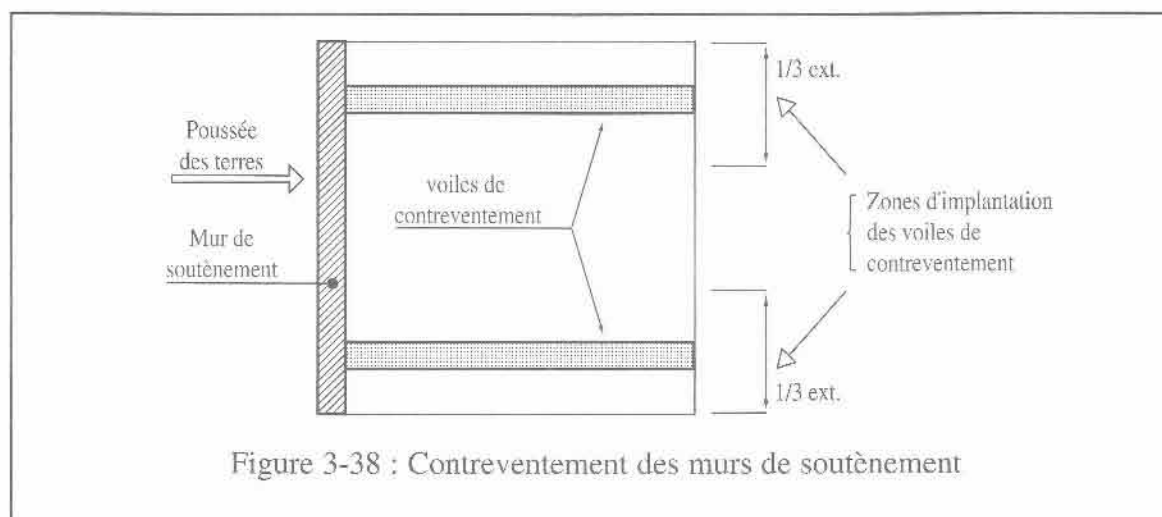 1/3 ext.
Poussée
des terres
voiles de
contreventement
Zones d'implantation
des voiles de
contreventement
Mur de
soutènement
1/3 ext.
Figure 3-38 : Contreventement des murs de soutènement